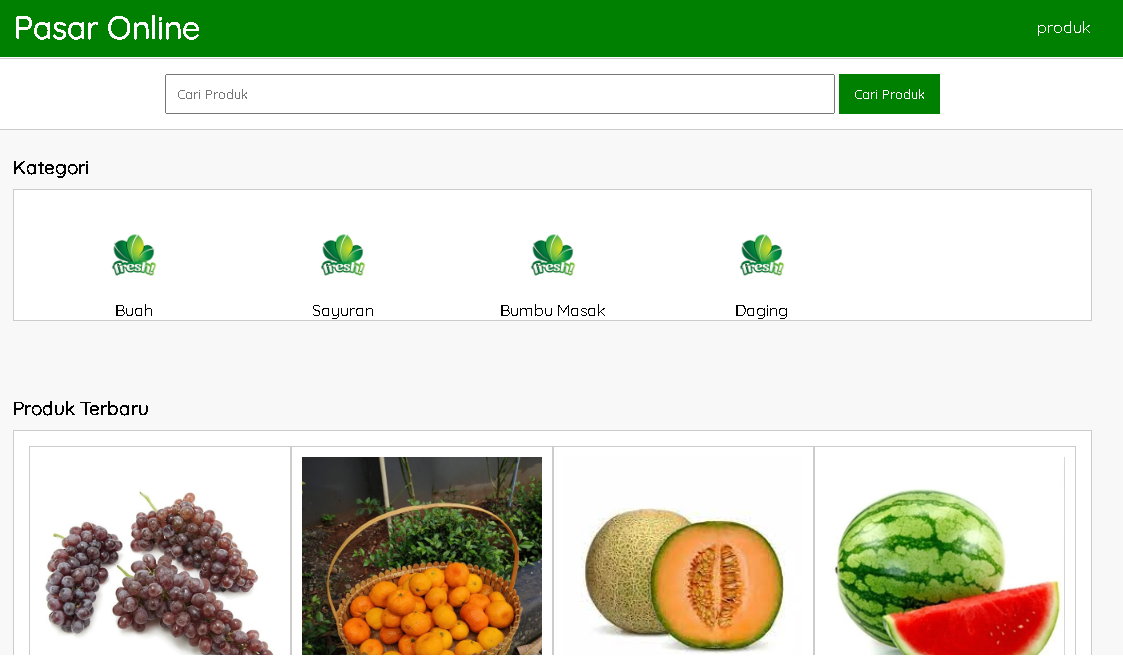 Pasar Online
produk
Cari Produk
Cari Produk
Kategori
fresh! fresh! fresh! fresh!
Buah Sayuran Bumbu Masak Daging
Produk Terbaru